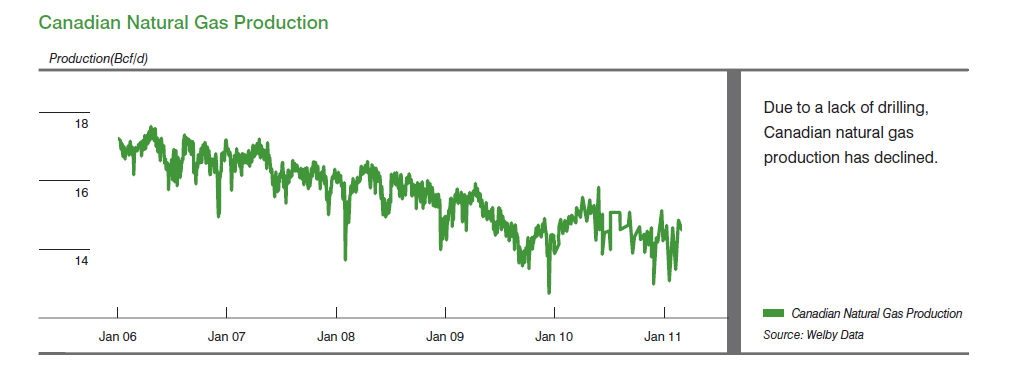 Canadian Natural Gas Production
Production(Bcf/d)
18
16
14
Jan 06
Jan 07
Jan 08
Jan 09
Jan 10
Jan 11
Due to a lack of drilling,
Canadian natural gas
production has declined.
Canadian Natural Gas Production
Source: Welby Data